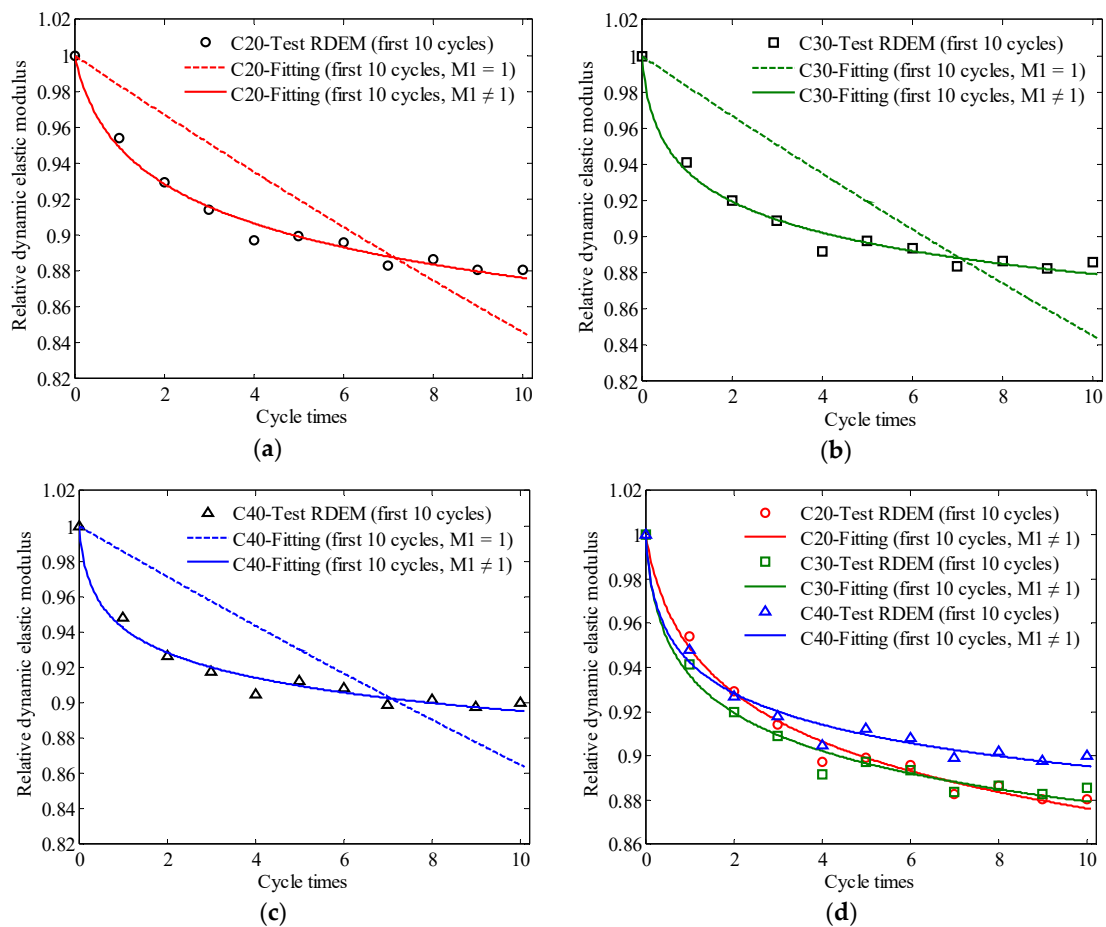 1.02
1
0.98
0.96
0.94
0.92
0.9
0.88
0.86
0.84
0.82
Relative dynamic elastic modulus
C20-Test RDEM (first 10 cycles)
C20-Fitting (first 10 cycles, M1 = 1)
C20-Fitting (first 10 cycles, M1 ≠ 1)
0 2 4 6 8 10
Cycle times
(a)
1.02
1
0.98
0.96
0.94
0.92
0.9
0.88
0.86
0.84
0.82
Relative dynamic elastic modulus
C30-Test RDEM (first 10 cycles)
C30-Fitting (first 10 cycles, M1 = 1)
C30-Fitting (first 10 cycles, M1 ≠ 1)
0 2 4 6 8 10
Cycle times
(b)
1.02
1
0.98
0.96
0.94
0.92
0.9
0.88
0.86
0.84
0.82
Relative dynamic elastic modulus
C40-Test RDEM (first 10 cycles)
C40-Fitting (first 10 cycles, M1 = 1)
C40-Fitting (first 10 cycles, M1 ≠ 1)
0 2 4 6 8 10
Cycle times
(c)
1.02
1
0.98
0.96
0.94
0.92
0.9
0.88
0.86
Relative dynamic elastic modulus
C20-Test RDEM (first 10 cycles)
C20-Fitting (first 10 cycles, M1 ≠ 1)
C30-Test RDEM (first 10 cycles)
C30-Fitting (first 10 cycles, M1 ≠ 1)
C40-Test RDEM (first 10 cycles)
C40-Fitting (first 10 cycles, M1 ≠ 1)
0 2 4 6 8 10
Cycle times
(d)